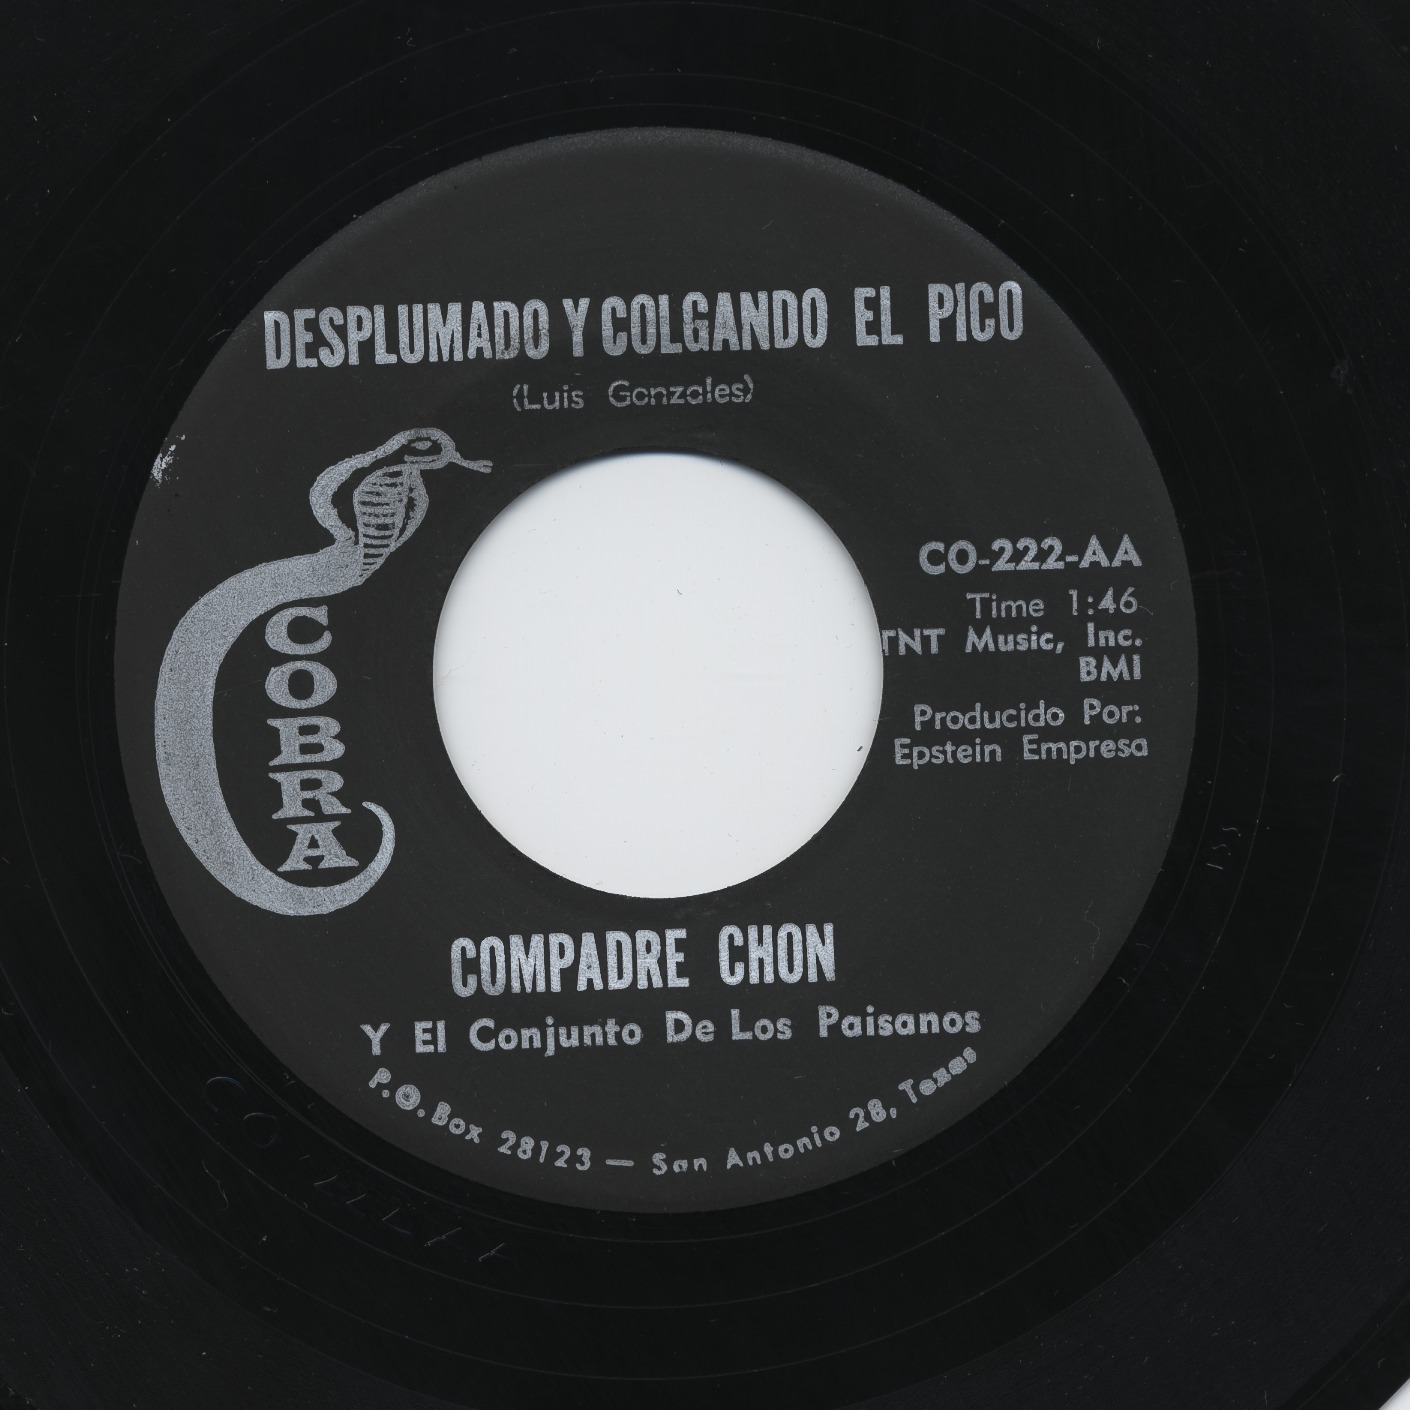 DESPLUMADO Y COLGANDO EL PICO
(Luis Gonzales)
COBRA
CO-222-AA
Time 1:46
TNT Music, Inc.
BMI
Producido Por:
Epstein Empresa
COMPADRE CHON
Y El Conjunto De Los Paisanos
P.O. Box 28123 — San Antonio 28, Texas